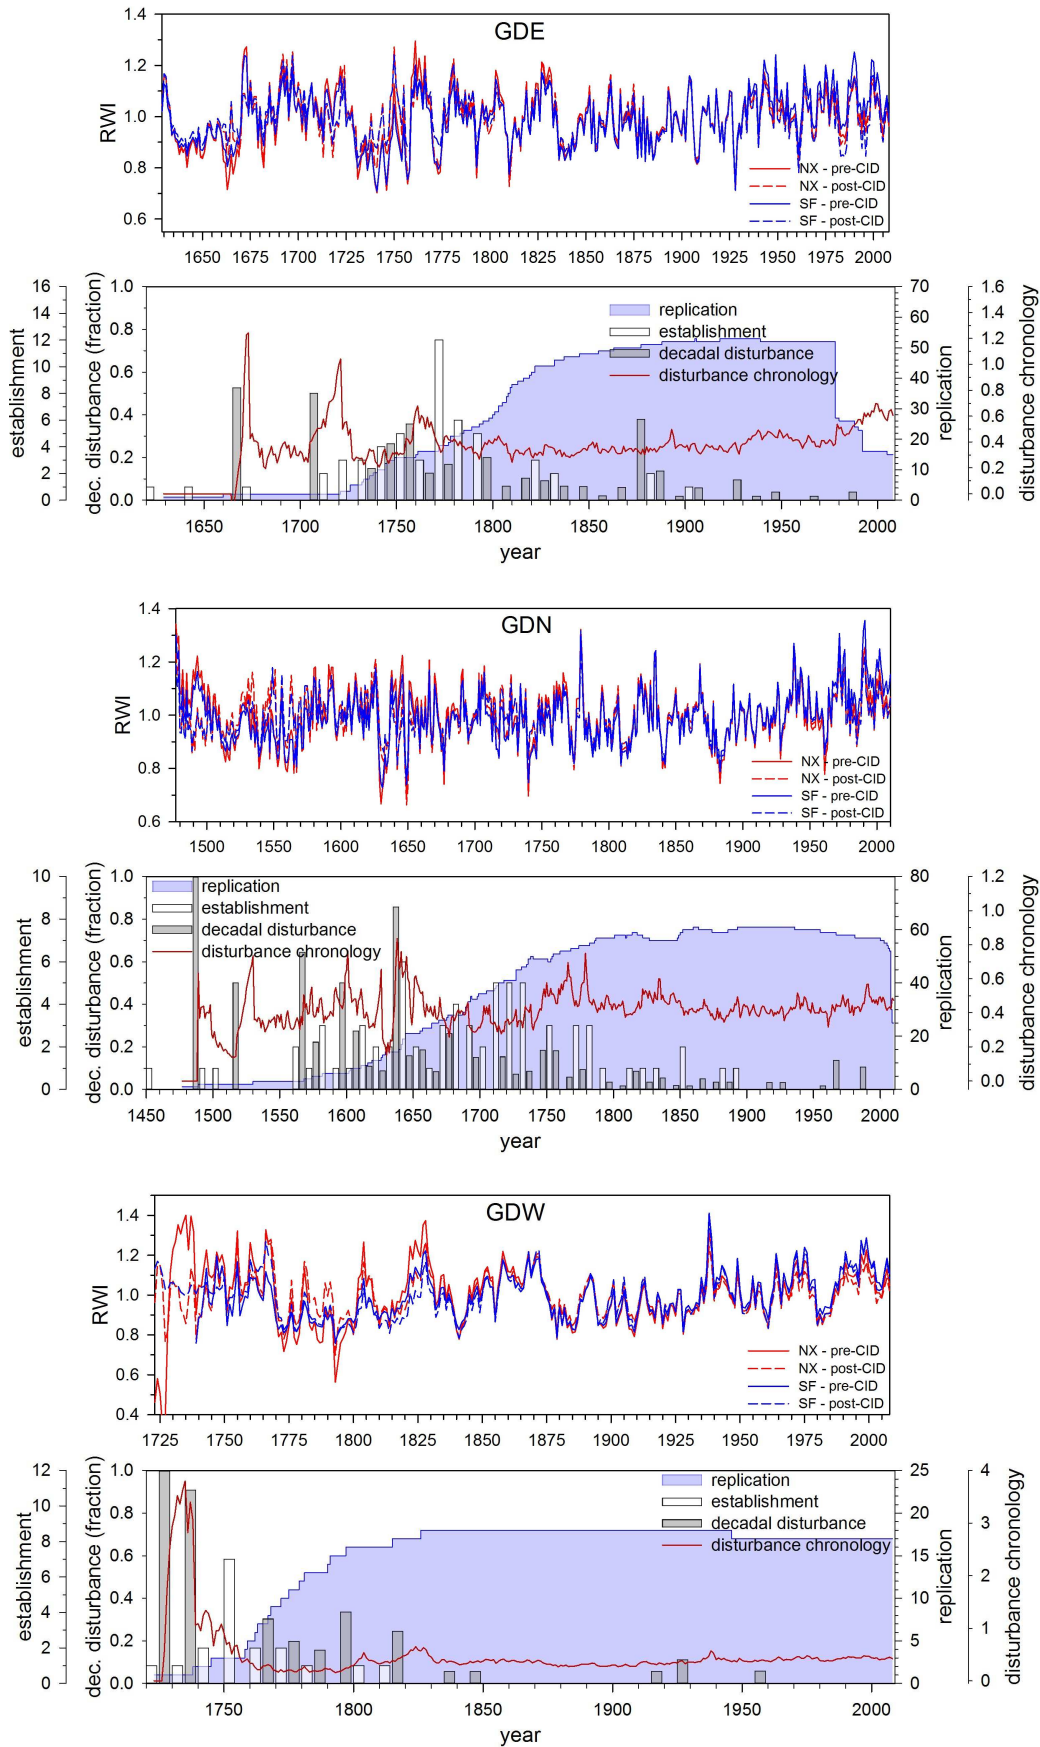 GDE
RWI
1.4
1.2
1.0
0.8
0.6
NX - pre-CID
NX - post-CID
SF - pre-CID
SF - post-CID
1650 1675 1700 1725 1750 1775 1800 1825 1850 1875 1900 1925 1950 1975 2000
establishment
16
14
12
10
8
6
4
2
0
dec. disturbance (fraction)
1.0
0.8
0.6
0.4
0.2
0.0
replication
establishment
decadal disturbance
disturbance chronology
70
60
50
40
30
20
10
0
replication
1.6
1.4
1.2
1.0
0.8
0.6
0.4
0.2
0.0
disturbance chronology
1650 1700 1750 1800 1850 1900 1950 2000
year
GDN
RWI
1.4
1.2
1.0
0.8
0.6
NX - pre-CID
NX - post-CID
SF - pre-CID
SF - post-CID
1500 1550 1600 1650 1700 1750 1800 1850 1900 1950 2000
establishment
10
8
6
4
2
0
dec. disturbance (fraction)
1.0
0.8
0.6
0.4
0.2
0.0
replication
establishment
decadal disturbance
disturbance chronology
80
60
40
20
0
replication
1.2
1.0
0.8
0.6
0.4
0.2
0.0
disturbance chronology
1450 1500 1550 1600 1650 1700 1750 1800 1850 1900 1950 2000
year
GDW
RWI
1.4
1.2
1.0
0.8
0.6
0.4
NX - pre-CID
NX - post-CID
SF - pre-CID
SF - post-CID
1725 1750 1775 1800 1825 1850 1875 1900 1925 1950 1975 2000
establishment
12
10
8
6
4
2
0
dec. disturbance (fraction)
1.0
0.8
0.6
0.4
0.2
0.0
replication
establishment
decadal disturbance
disturbance chronology
25
20
15
10
5
0
replication
4
3
2
1
0
disturbance chronology
1750 1800 1850 1900 1950 2000
year